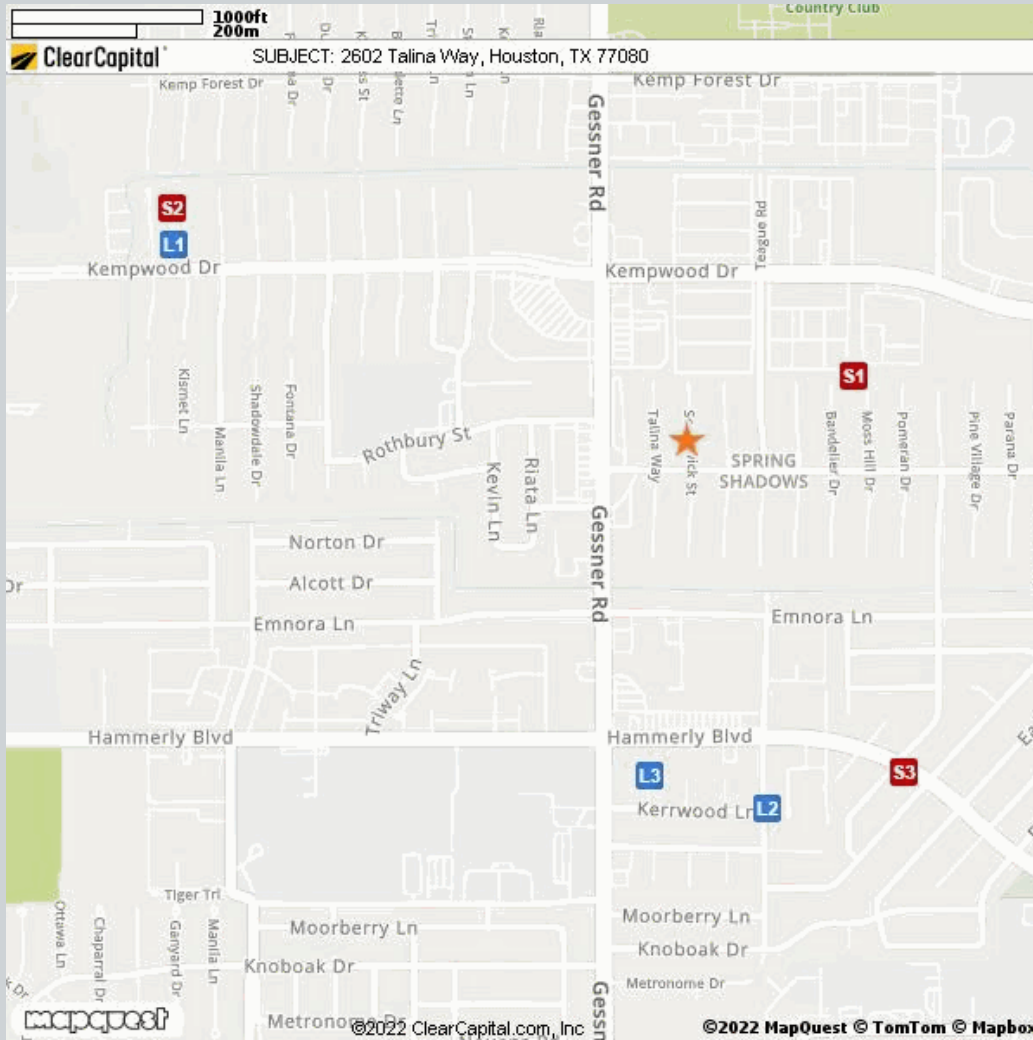 Country Club
1000ft
200m
ClearCapital
SUBJECT: 2602 Talina Way, Houston, TX 77080
Kemp Forest Dr
Kemp Forest Dr
Gessner Rd
S2
L1
Teague Rd
Kempwood Dr
Kempwood Dr
S1
Kismet Ln
Manila Ln
Shadowdale Dr
Fontana Dr
Rothbury St
Kevin Ln
Riata Ln
Talina Way
SPRING
SHADOWS
Bandelier Dr
Moss Hill Dr
Pomeran Dr
Pine Village Dr
Parana Dr
Gessner Rd
Norton Dr
Alcott Dr
Dr
Emnora Ln
Emnora Ln
Triway Ln
Hammerly Blvd
Hammerly Blvd
L3
S3
Kerrwood Ln
L2
Tiger Trl
Ottawa Ln
Chaparral Dr
Ganyard Dr
Manila Ln
Moorberry Ln
Moorberry Ln
Knoboak Dr
Knoboak Dr
Metronome Dr
Metronome Dr
Gessn
mapquest
©2022 ClearCapital.com, Inc
©2022 MapQuest © TomTom © Mapbox